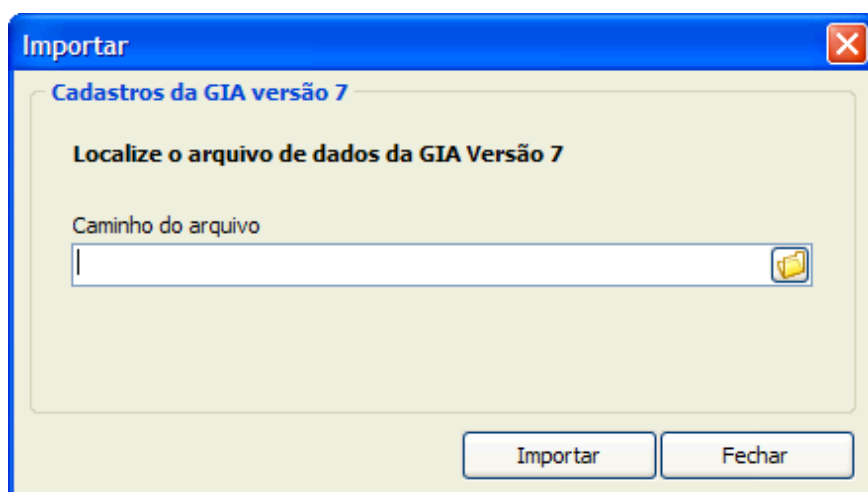 Importar
Cadastros da GIA versão 7
Localize o arquivo de dados da GIA Versão 7
Caminho do arquivo
Importar
Fechar